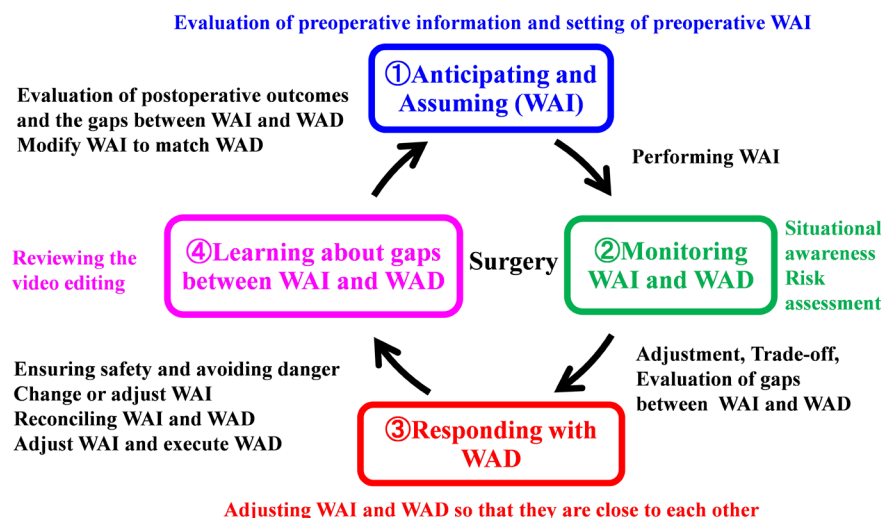 Evaluation of preoperative information and setting of preoperative WAI
①Anticipating and
Assuming (WAI)
Evaluation of postoperative outcomes
and the gaps between WAI and WAD
Modify WAI to match WAD
Performing WAI
Reviewing the
video editing
④Learning about gaps
between WAI and WAD
Surgery
②Monitoring
WAI and WAD
Situational
awareness
Risk
assessment
Ensuring safety and avoiding danger
Change or adjust WAI
Reconciling WAI and WAD
Adjust WAI and execute WAD
Adjustment, Trade-off,
Evaluation of gaps
between WAI and WAD
③Responding with
WAD
Adjusting WAI and WAD so that they are close to each other